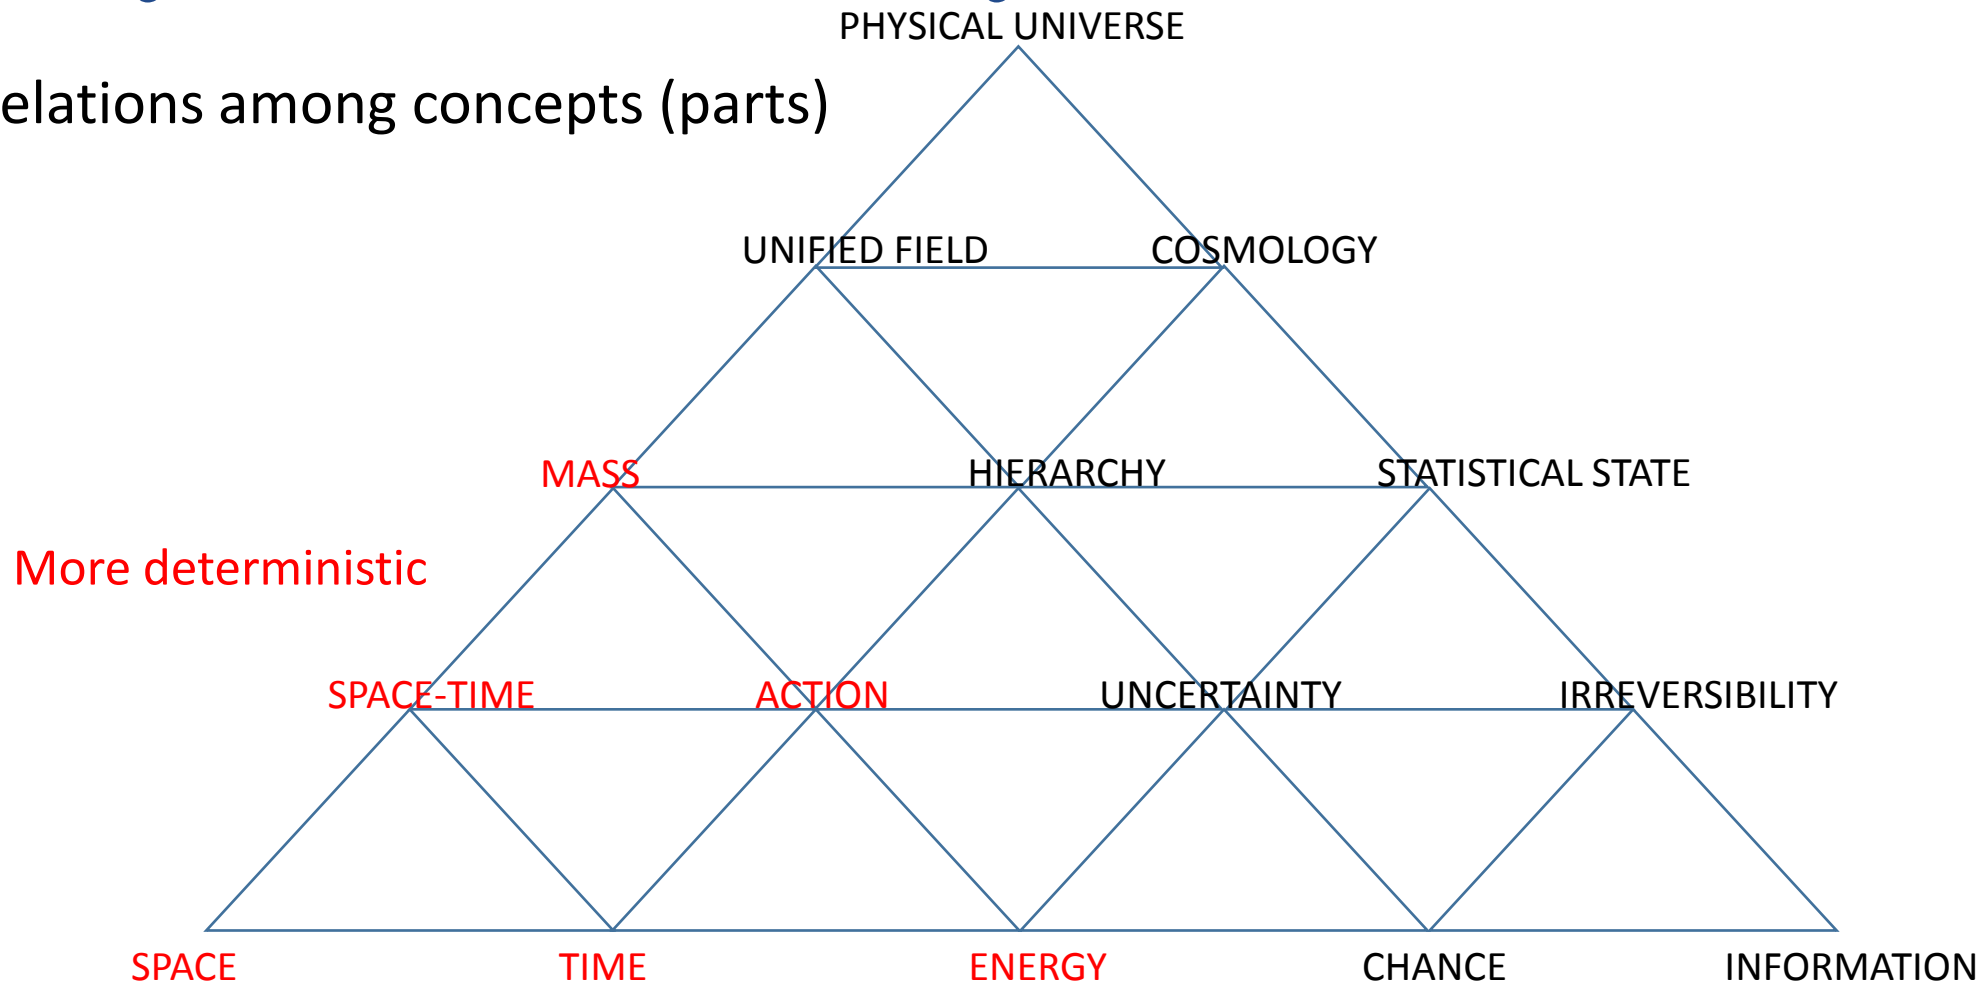 PHYSICAL UNIVERSE
elations among concepts (parts)
UNIFIED FIELD COSMOLOGY
MASS HIERARCHY STATISTICAL STATE
More deterministic
SPACE-TIME ACTION UNCERTAINTY IRREVERSIBILITY
SPACE TIME ENERGY CHANCE INFORMATION